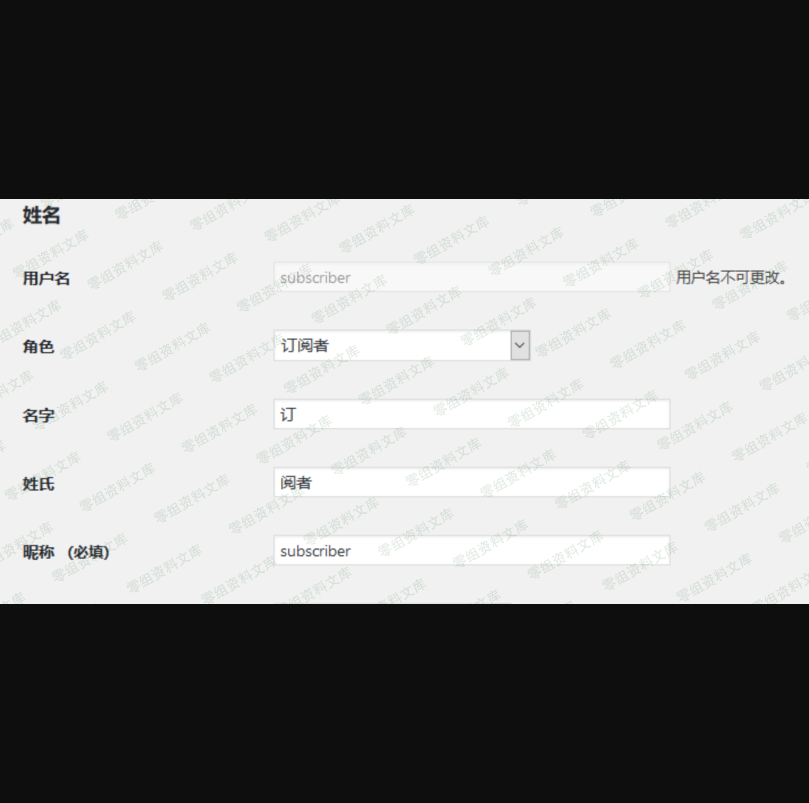 姓名
用户名 subscriber 用户名不可更改。
角色 订阅者
名字 订
姓氏 阅者
昵称 （必填） subscriber
零组资料文库